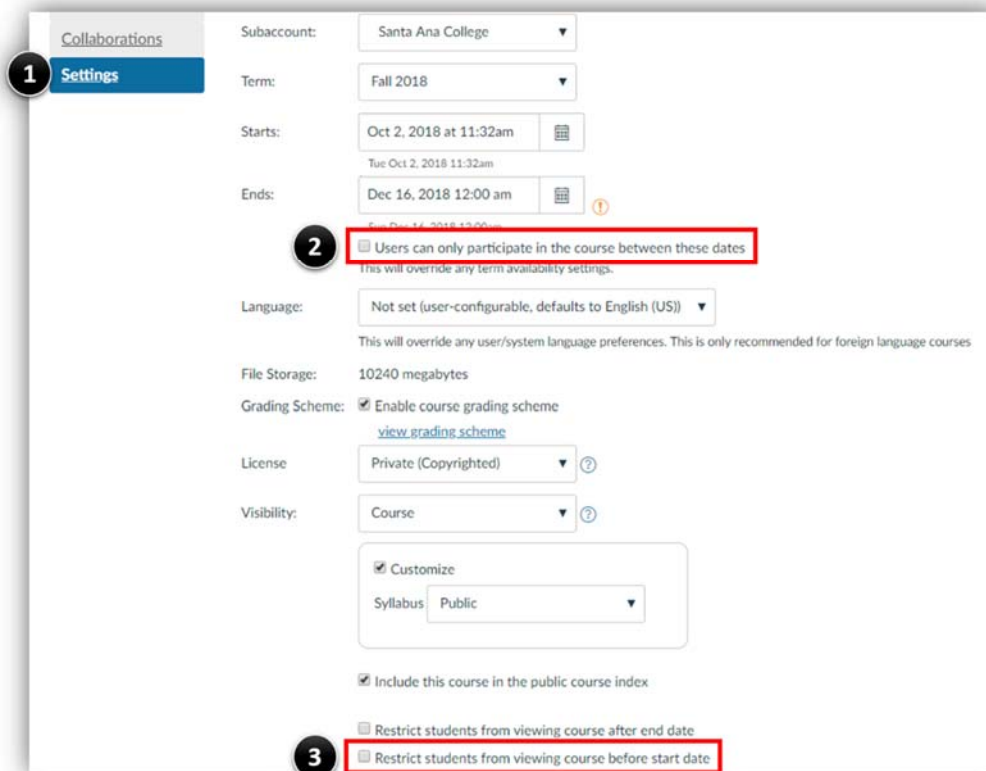 Collaborations
1 Settings
Subaccount: Santa Ana College
Term: Fall 2018
Starts: Oct 2, 2018 at 11:32am
Tue Oct 2, 2018 11:32am
Ends: Dec 16, 2018 12:00 am
Sun Dec 16, 2018 12:00am
2 Users can only participate in the course between these dates
This will override any term availability settings.
Language: Not set (user-configurable, defaults to English (US))
This will override any user/system language preferences. This is only recommended for foreign language courses
File Storage: 10240 megabytes
Grading Scheme: Enable course grading scheme
view grading scheme
License Private (Copyrighted)
Visibility: Course
Customize
Syllabus Public
Include this course in the public course index
Restrict students from viewing course after end date
3 Restrict students from viewing course before start date